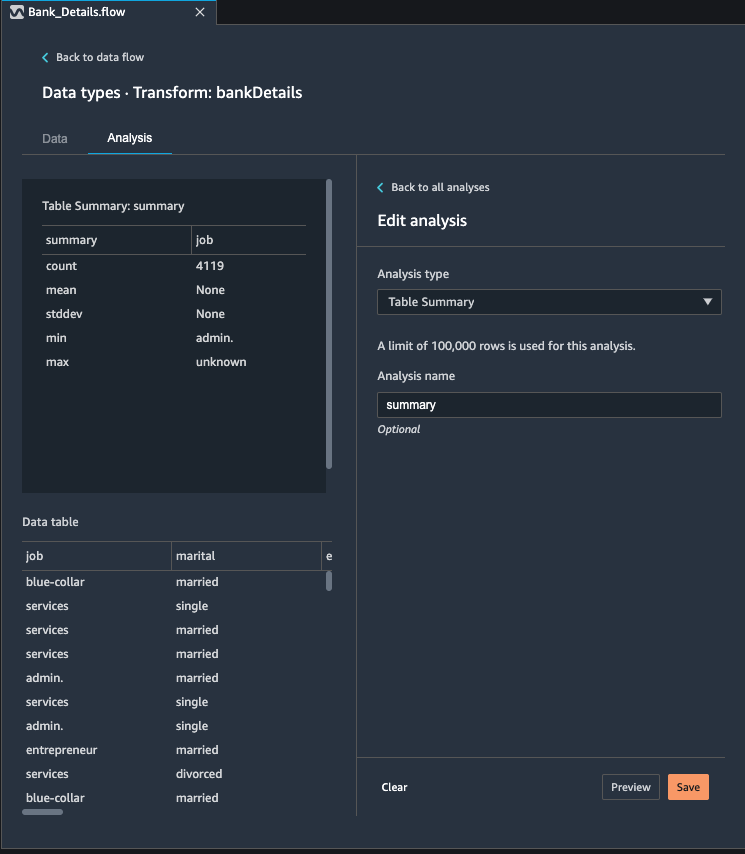 Bank_Details.flow
Back to data flow
Data types · Transform: bankDetails
Data Analysis
Table Summary: summary
summary job
count 4119
mean None
stddev None
min admin.
max unknown
Data table
job marital e
blue-collar married
services single
services married
services married
admin. married
services single
admin. single
entrepreneur married
services divorced
blue-collar married
Back to all analyses
Edit analysis
Analysis type
Table Summary
A limit of 100,000 rows is used for this analysis.
Analysis name
summary
Optional
Clear Preview Save